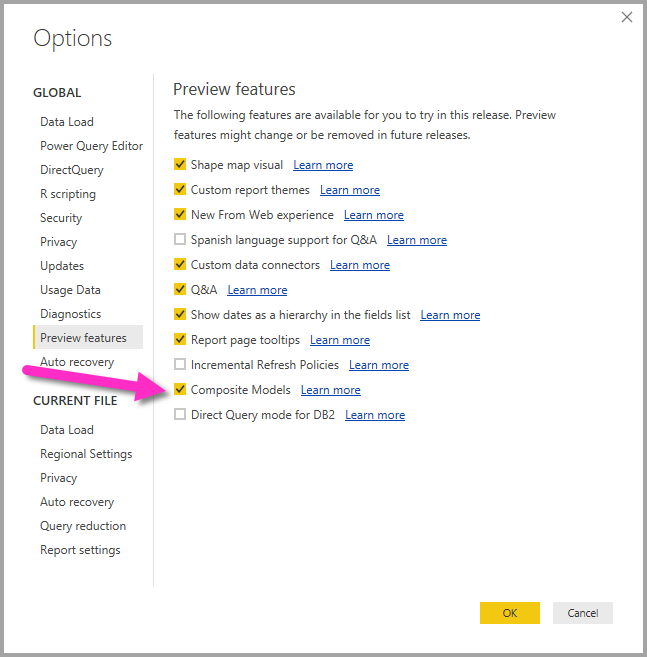 Options
GLOBAL
Data Load
Power Query Editor
DirectQuery
R scripting
Security
Privacy
Updates
Usage Data
Diagnostics
Preview features
Auto recovery
CURRENT FILE
Data Load
Regional Settings
Privacy
Auto recovery
Query reduction
Report settings
Preview features
The following features are available for you to try in this release. Preview
features might change or be removed in future releases.
Shape map visual Learn more
Custom report themes Learn more
New From Web experience Learn more
Spanish language support for Q&A Learn more
Custom data connectors Learn more
Q&A Learn more
Show dates as a hierarchy in the fields list Learn more
Report page tooltips Learn more
Incremental Refresh Policies Learn more
Composite Models Learn more
Direct Query mode for DB2 Learn more
OK Cancel